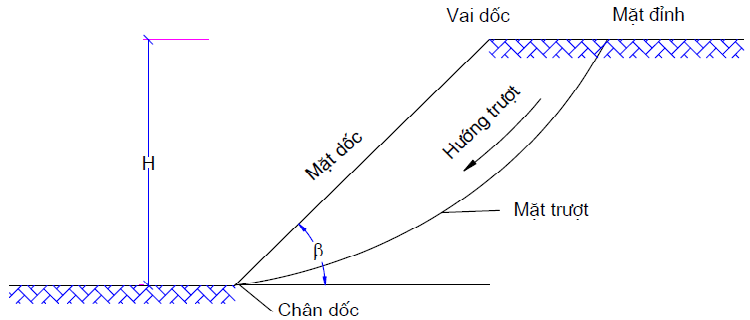 Vai dốc
Mặt đỉnh
Hướng trượt
Mặt dốc
H
Mặt trượt
β
Chân dốc